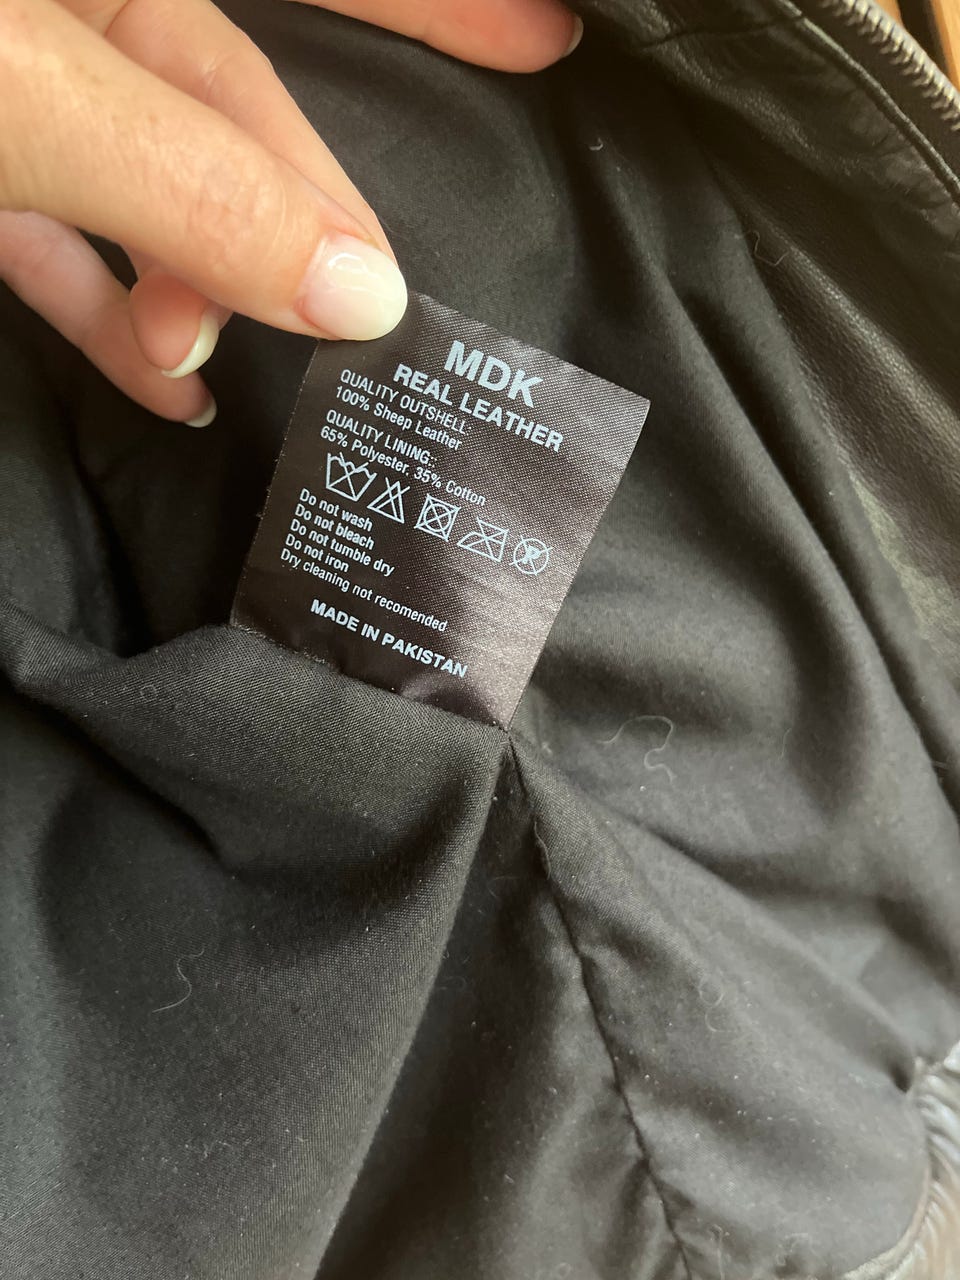 MDK
REAL LEATHER
QUALITY OUTSHELL:
100% Sheep Leather
QUALITY LINING:
65% Polyester, 35% Cotton
Do not wash
Do not bleach
Do not tumble dry
Do not iron
Dry cleaning not recomended
MADE IN PAKISTAN